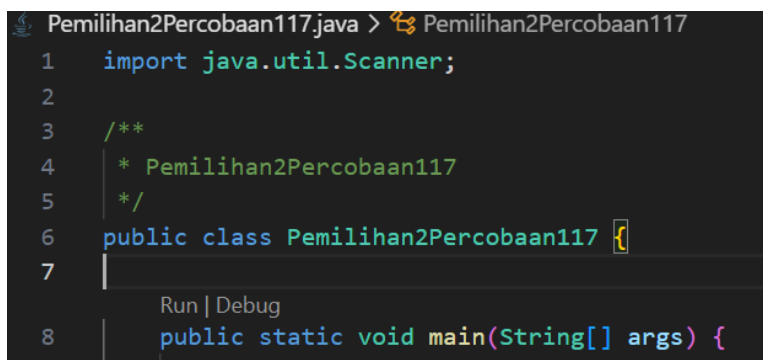 Pemilihan2Percobaan117.java > Pemilihan2Percobaan117
1 import java.util.Scanner;
2
3 /**
4 * Pemilihan2Percobaan117
5 */
6 public class Pemilihan2Percobaan117 {
7
Run | Debug
8 public static void main(String[] args) {